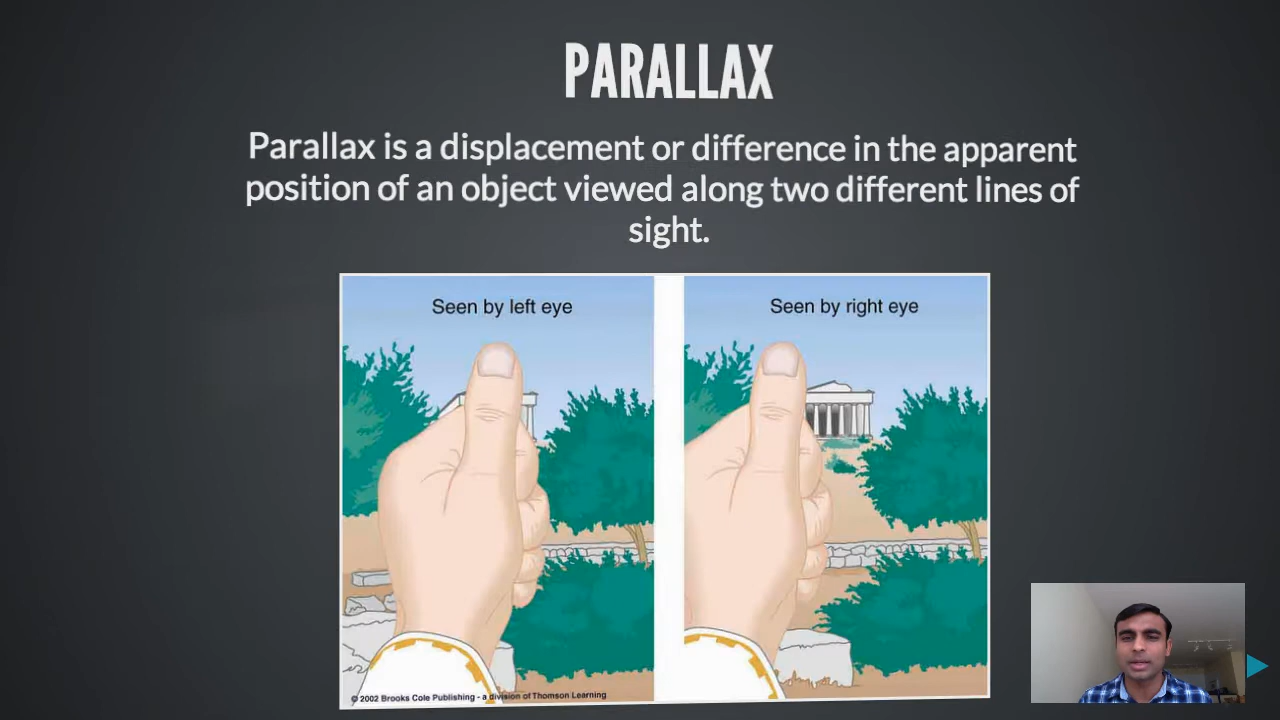 PARALLAX
Parallax is a displacement or difference in the apparent
position of an object viewed along two different lines of
sight.
Seen by left eye
Seen by right eye
© 2002 Brooks Cole Publishing - a division of Thomson Learning